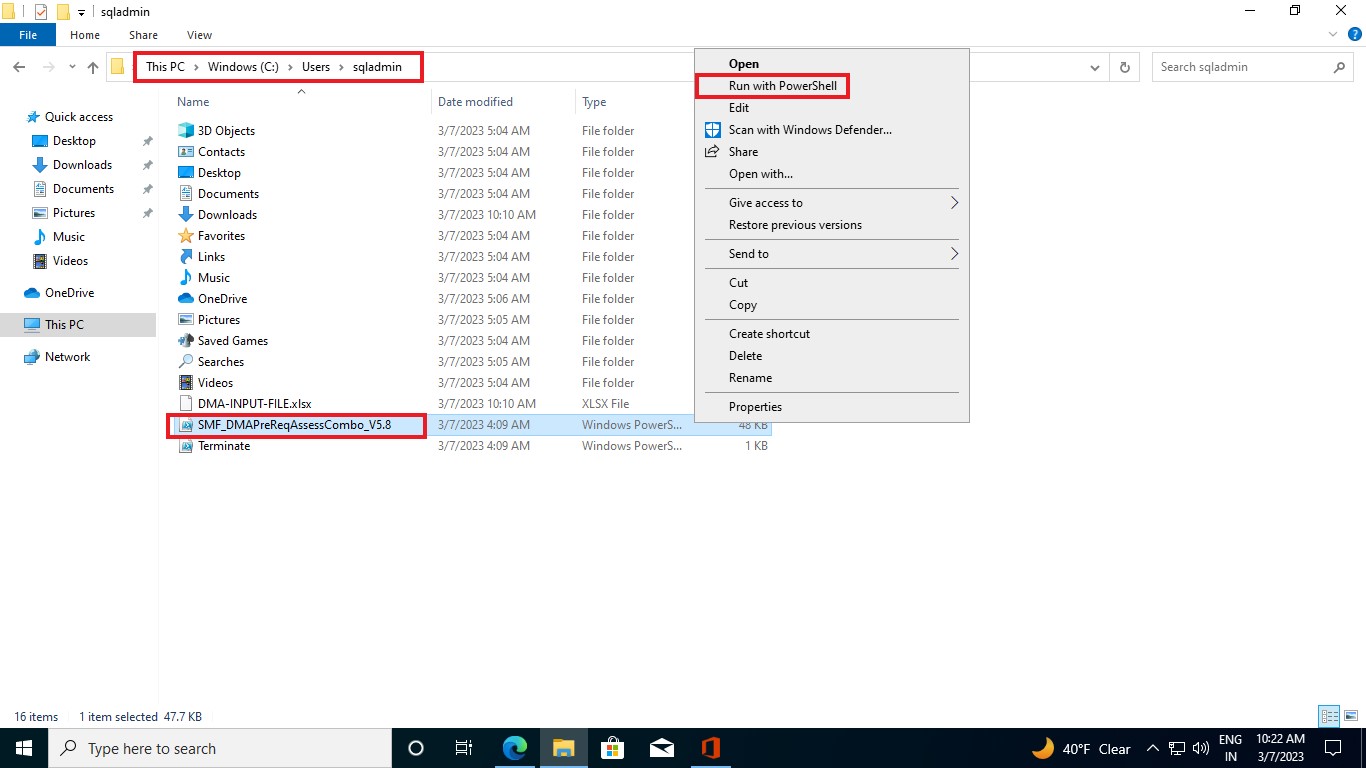 sqladmin
File Home Share View
This PC Windows (C:) Users sqladmin
Search sqladmin
Name Date modified Type
Quick access
Desktop
Downloads
Documents
Pictures
Music
Videos
OneDrive
This PC
Network
3D Objects 3/7/2023 5:04 AM File folder
Contacts 3/7/2023 5:04 AM File folder
Desktop 3/7/2023 5:04 AM File folder
Documents 3/7/2023 5:04 AM File folder
Downloads 3/7/2023 10:10 AM File folder
Favorites 3/7/2023 5:04 AM File folder
Links 3/7/2023 5:04 AM File folder
Music 3/7/2023 5:04 AM File folder
OneDrive 3/7/2023 5:06 AM File folder
Pictures 3/7/2023 5:05 AM File folder
Saved Games 3/7/2023 5:04 AM File folder
Searches 3/7/2023 5:05 AM File folder
Videos 3/7/2023 5:04 AM File folder
DMA-INPUT-FILE.xlsx 3/7/2023 10:10 AM XLSX File
SMF_DMAPreReqAssessCombo_V5.8 3/7/2023 4:09 AM Windows PowerS... 48 KB
Terminate 3/7/2023 4:09 AM Windows PowerS... 1 KB
Open
Run with PowerShell
Edit
Scan with Windows Defender...
Share
Open with...
Give access to
Restore previous versions
Send to
Cut
Copy
Create shortcut
Delete
Rename
Properties
16 items 1 item selected 47.7 KB
Type here to search
40°F Clear
ENG
IN
10:22 AM
3/7/2023